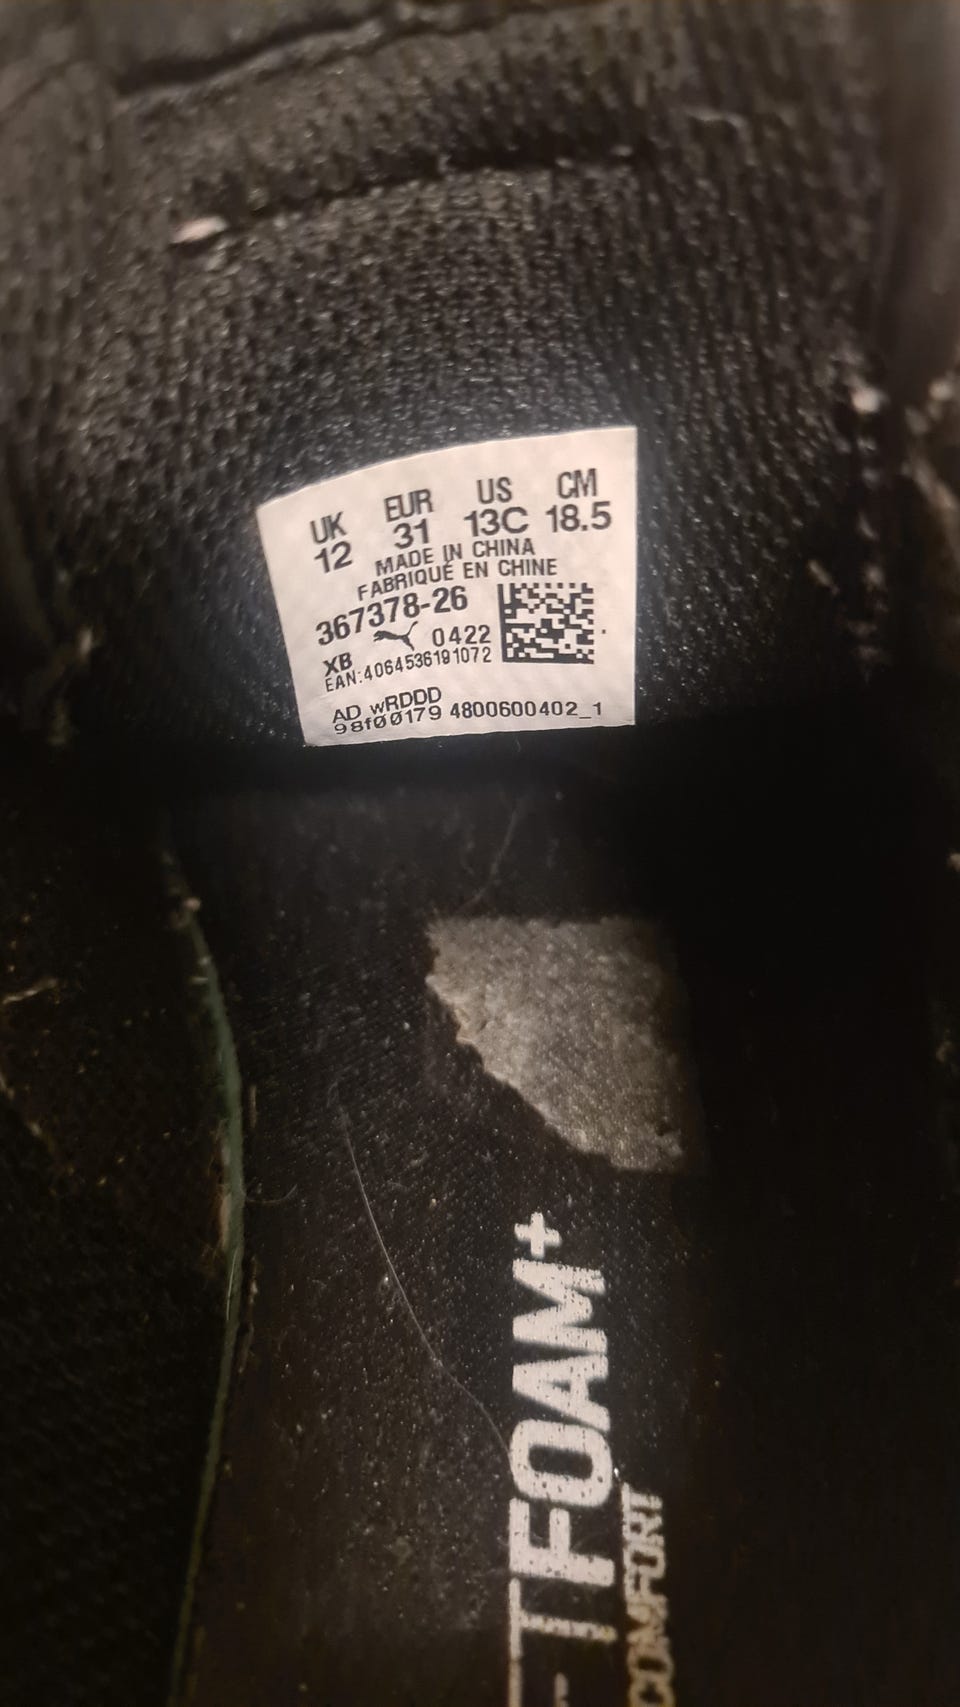 UK EUR US CM
12 31 13C 18.5
MADE IN CHINA
FABRIQUÉ EN CHINE
367378-26
XB 0422
EAN:4064536191072
AD wRDDD
98f00179 4800600402_1
TFOAM+
COMFORT